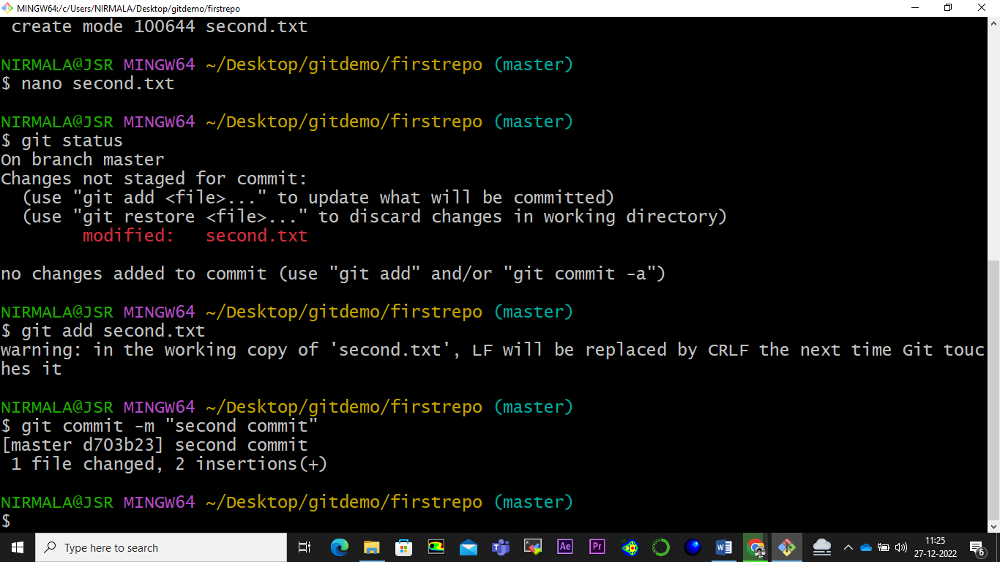 MINGW64:/c/Users/NIRMALA/Desktop/gitdemo/firstrepo
 create mode 100644 second.txt
NIRMALA@JSR MINGW64 ~/Desktop/gitdemo/firstrepo (master)
$ nano second.txt
NIRMALA@JSR MINGW64 ~/Desktop/gitdemo/firstrepo (master)
$ git status
On branch master
Changes not staged for commit:
  (use "git add <file>..." to update what will be committed)
  (use "git restore <file>..." to discard changes in working directory)
        modified:   second.txt
no changes added to commit (use "git add" and/or "git commit -a")
NIRMALA@JSR MINGW64 ~/Desktop/gitdemo/firstrepo (master)
$ git add second.txt
warning: in the working copy of 'second.txt', LF will be replaced by CRLF the next time Git touc
hes it
NIRMALA@JSR MINGW64 ~/Desktop/gitdemo/firstrepo (master)
$ git commit -m "second commit"
[master d703b23] second commit
 1 file changed, 2 insertions(+)
NIRMALA@JSR MINGW64 ~/Desktop/gitdemo/firstrepo (master)
$
Type here to search
Ae
Pr
11:25
27-12-2022
6